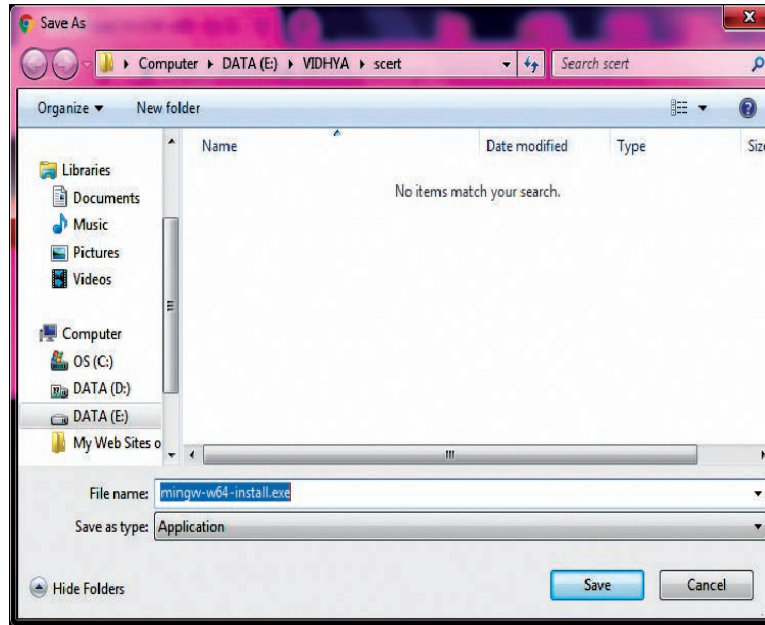 Save As
Computer ▸ DATA (E:) ▸ VIDHYA ▸ scert
Search scert
Organize
New folder
Name
Date modified
Type
Size
No items match your search.
Libraries
Documents
Music
Pictures
Videos
Computer
OS (C:)
DATA (D:)
DATA (E:)
My Web Sites o
File name: mingw-w64-install.exe
Save as type: Application
Hide Folders
Save
Cancel